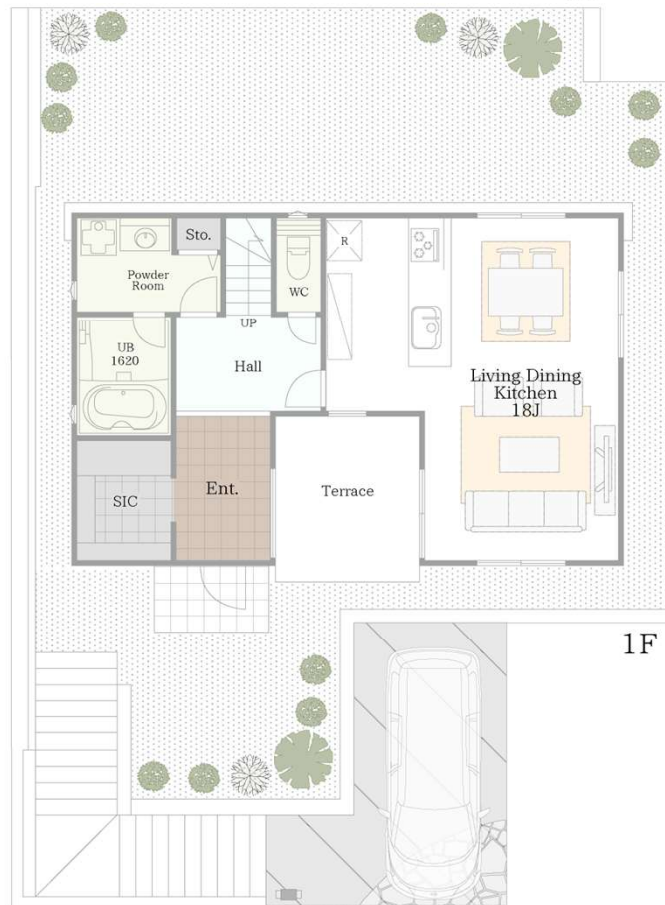 Sto.
R
Powder
Room
WC
UP
UB
1620
Hall
Living Dining
Kitchen
18J
SIC
Ent.
Terrace
1F